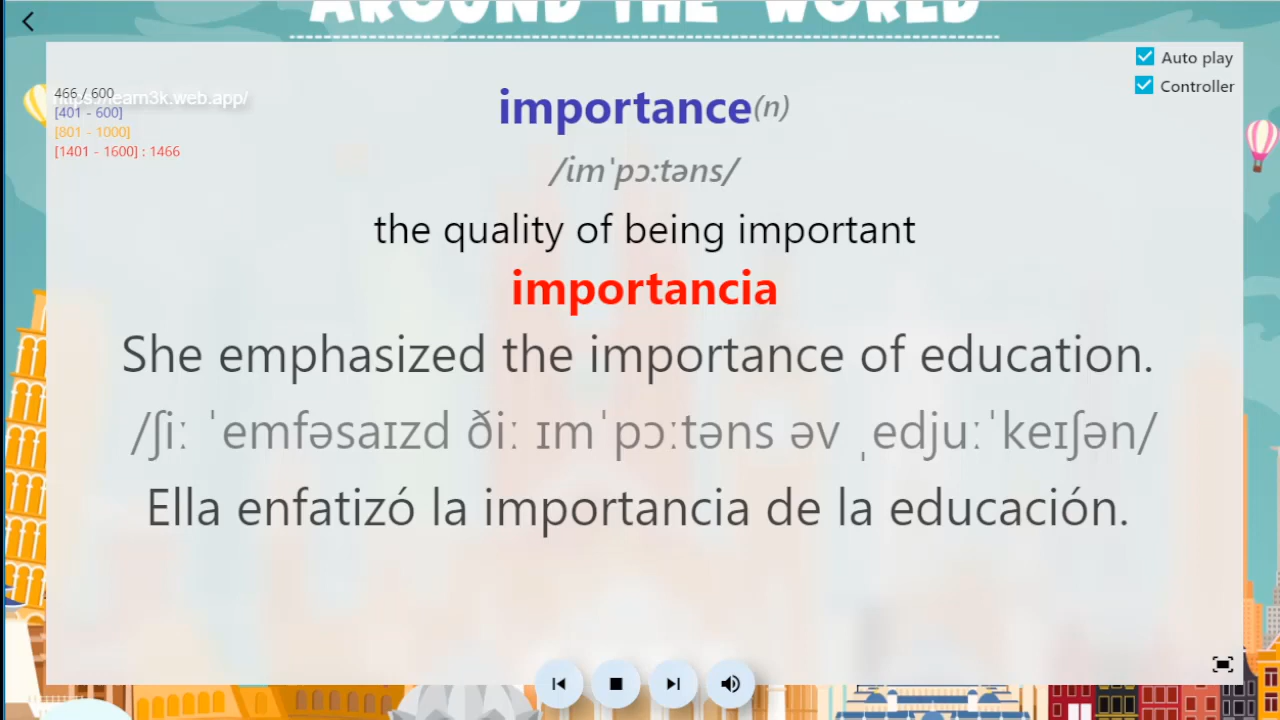 AROUND THE WORLD
Auto play
Controller
466 / 600
https://learn3k.web.app/
[401 - 600]
[801 - 1000]
[1401 - 1600] : 1466
importance(n)
/imˈpɔ:təns/
the quality of being important
importancia
She emphasized the importance of education.
/ʃiː ˈemfəsaɪzd ðiː ɪmˈpɔːtəns əv ˌedjuːˈkeɪʃən/
Ella enfatizó la importancia de la educación.